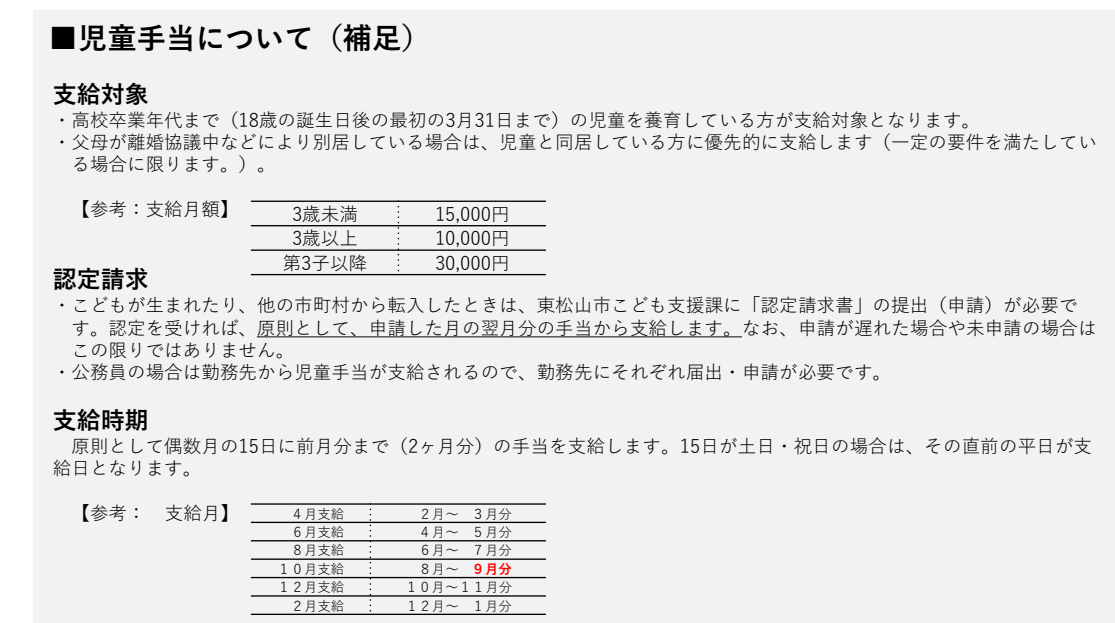 ■児童手当について（補足）
支給対象
・高校卒業年代まで（18歳の誕生日後の最初の3月31日まで）の児童を養育している方が支給対象となります。
・父母が離婚協議中などにより別居している場合は、児童と同居している方に優先的に支給します（一定の要件を満たしてい
る場合に限ります。）。
【参考：支給月額】
3歳未満 15,000円
3歳以上 10,000円
第3子以降 30,000円
認定請求
・こどもが生まれたり、他の市町村から転入したときは、東松山市こども支援課に「認定請求書」の提出（申請）が必要で
す。認定を受ければ、原則として、申請した月の翌月分の手当から支給します。なお、申請が遅れた場合や未申請の場合は
この限りではありません。
・公務員の場合は勤務先から児童手当が支給されるので、勤務先にそれぞれ届出・申請が必要です。
支給時期
原則として偶数月の15日に前月分まで（2ヶ月分）の手当を支給します。15日が土日・祝日の場合は、その直前の平日が支
給日となります。
【参考：　支給月】
４月支給 ２月～　３月分
６月支給 ４月～　５月分
８月支給 ６月～　７月分
１０月支給 ８月～　９月分
１２月支給 １０月～１１月分
２月支給 １２月～　１月分